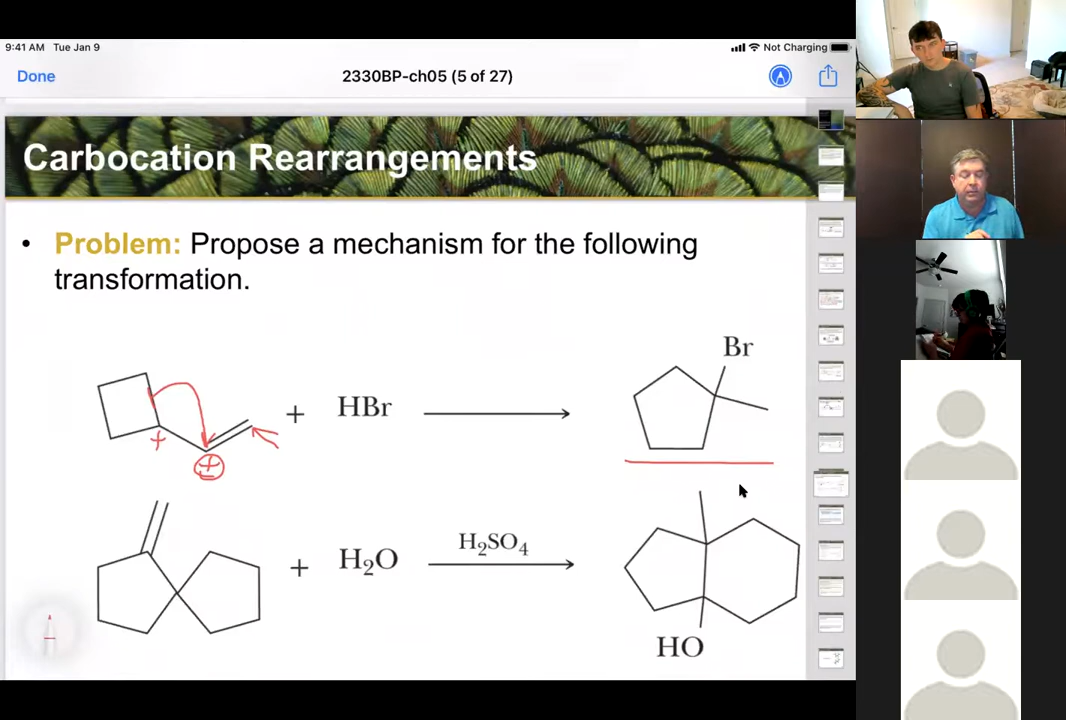 9:41 AM Tue Jan 9
Not Charging
Done
2330BP-ch05 (5 of 27)
Carbocation Rearrangements
• Problem: Propose a mechanism for the following
transformation.
Br
+ HBr
+
+
H2SO4
+ H2O
HO